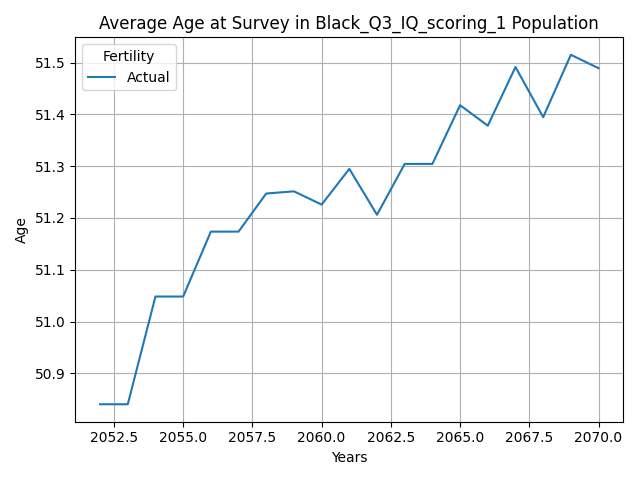 Average Age at Survey in Black_Q3_IQ_scoring_1 Population
Fertility
Actual
51.5
51.4
51.3
51.2
51.1
51.0
50.9
Age
2052.5 2055.0 2057.5 2060.0 2062.5 2065.0 2067.5 2070.0
Years